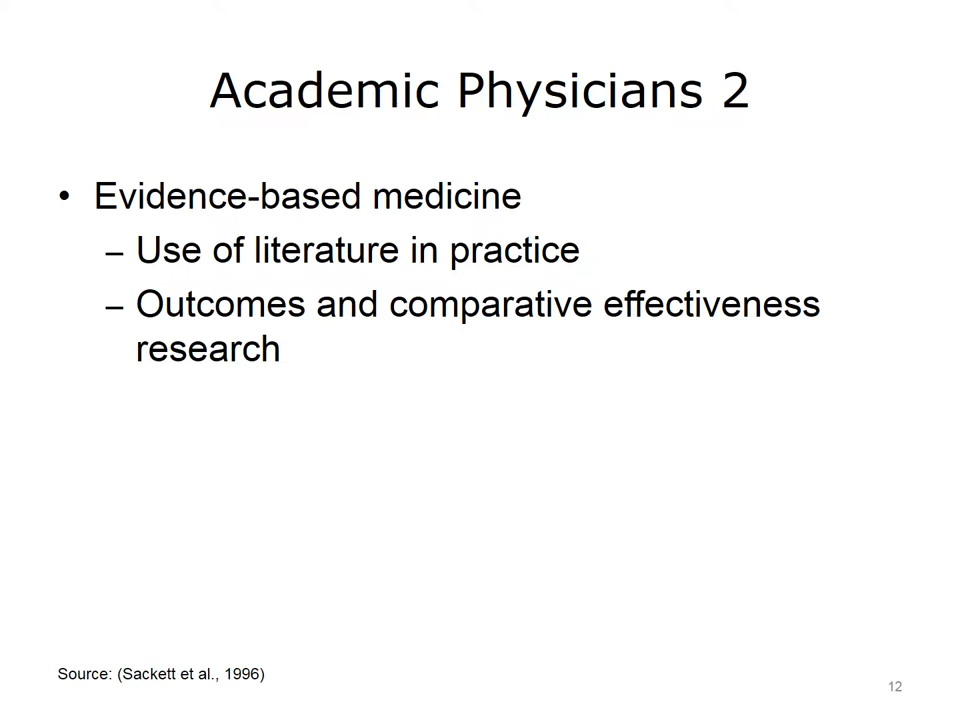 Academic Physicians 2
• Evidence-based medicine
– Use of literature in practice
– Outcomes and comparative effectiveness
research
Source: (Sackett et al., 1996)
12